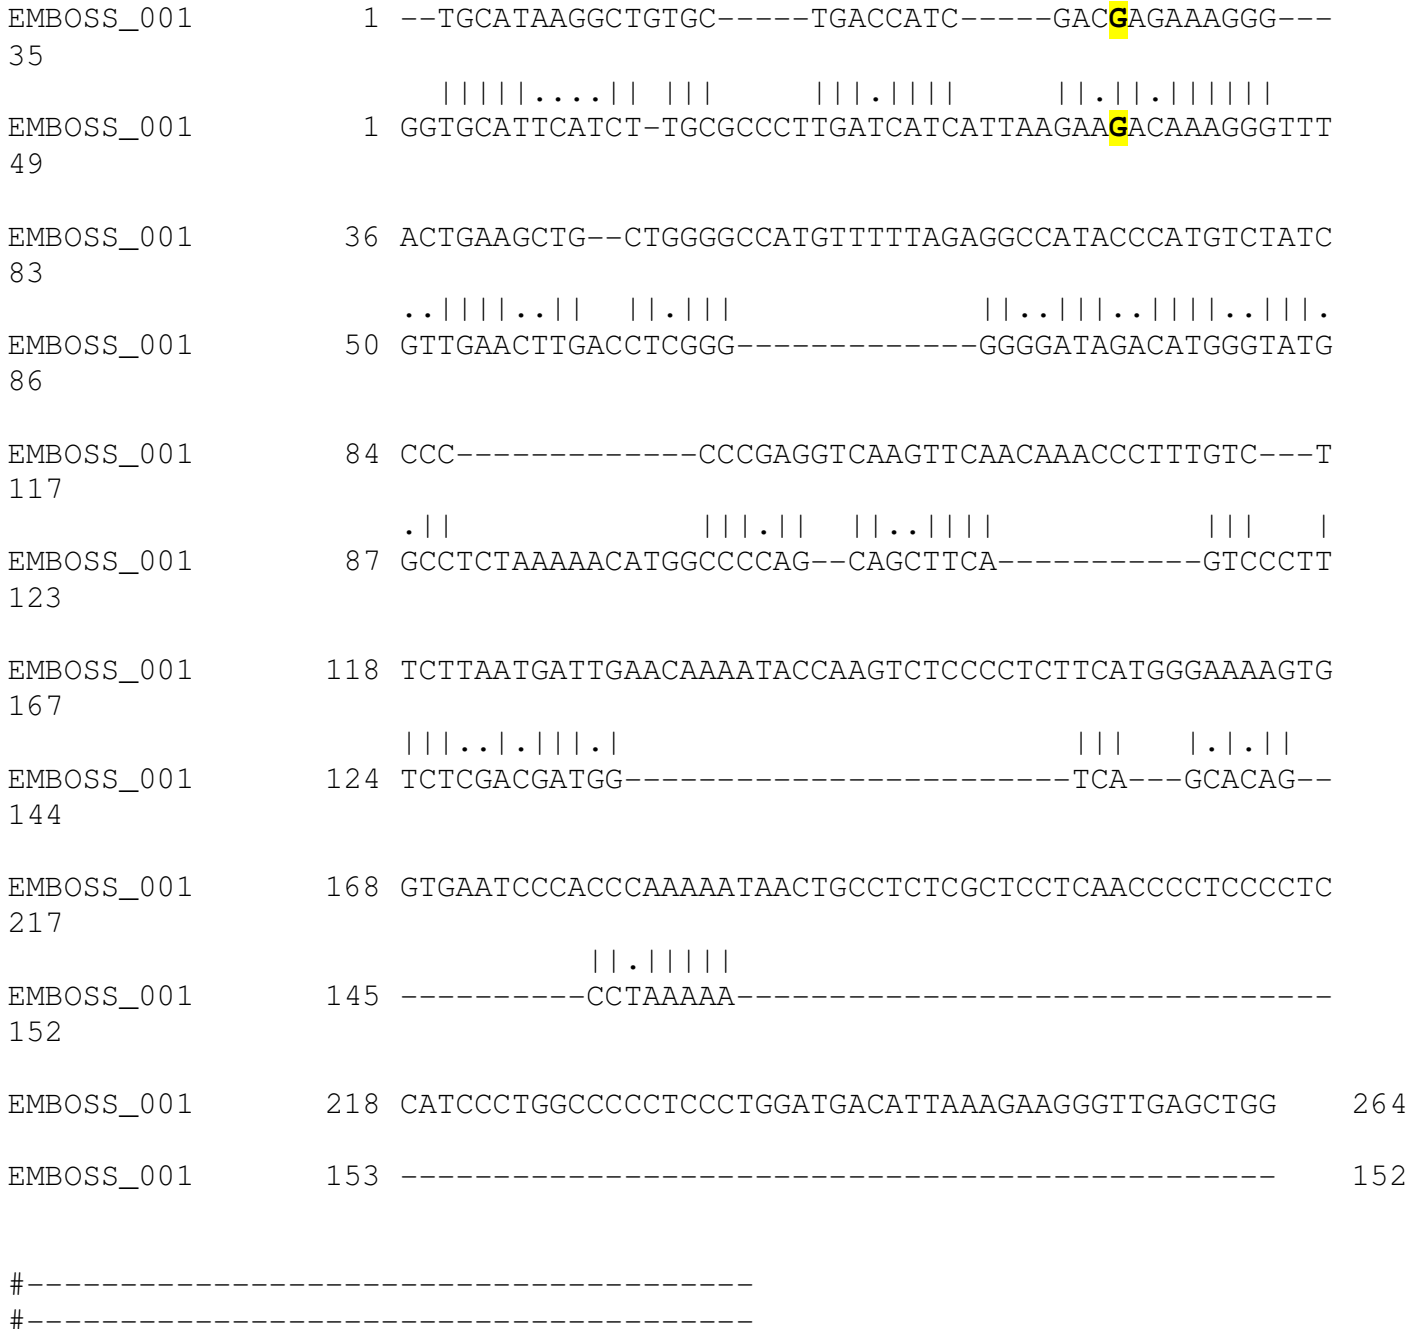 EMBOSS_001         1 --TGCATAAGGCTGTGC-----TGACCATC-----GACGAGAAAGGG---
35
                       |||||....|| |||     |||.||||     ||.||.||||||
EMBOSS_001         1 GGTGCATTCATCT-TGCGCCCTTGATCATCATTAAGAAGACAAAGGGTTT
49
EMBOSS_001        36 ACTGAAGCTG--CTGGGGCCATGTTTTTAGAGGCCATACCCATGTCTATC
83
                     ..||||..||  ||.|||             ||..|||..||||..|||.
EMBOSS_001        50 GTTGAACTTGACCTCGGG-------------GGGGATAGACATGGGTATG
86
EMBOSS_001        84 CCC-------------CCCGAGGTCAAGTTCAACAAACCCTTTGTC---T
117
                     .||             |||.||  ||..||||           |||   |
EMBOSS_001        87 GCCTCTAAAAACATGGCCCCAG--CAGCTTCA-----------GTCCCTT
123
EMBOSS_001       118 TCTTAATGATTGAACAAAATACCAAGTCTCCCCTCTTCATGGGAAAAGTG
167
                     |||..|.|||.|                        |||   |.|.||
EMBOSS_001       124 TCTCGACGATGG------------------------TCA---GCACAG--
144
EMBOSS_001       168 GTGAATCCCACCCAAAAATAACTGCCTCTCGCTCCTCAACCCCTCCCCTC
217
                               ||.|||||
EMBOSS_001       145 ----------CCTAAAAA--------------------------------
152
EMBOSS_001       218 CATCCCTGGCCCCCTCCCTGGATGACATTAAAGAAGGGTTGAGCTGG    264
EMBOSS_001       153 -----------------------------------------------    152
#---------------------------------------
#---------------------------------------